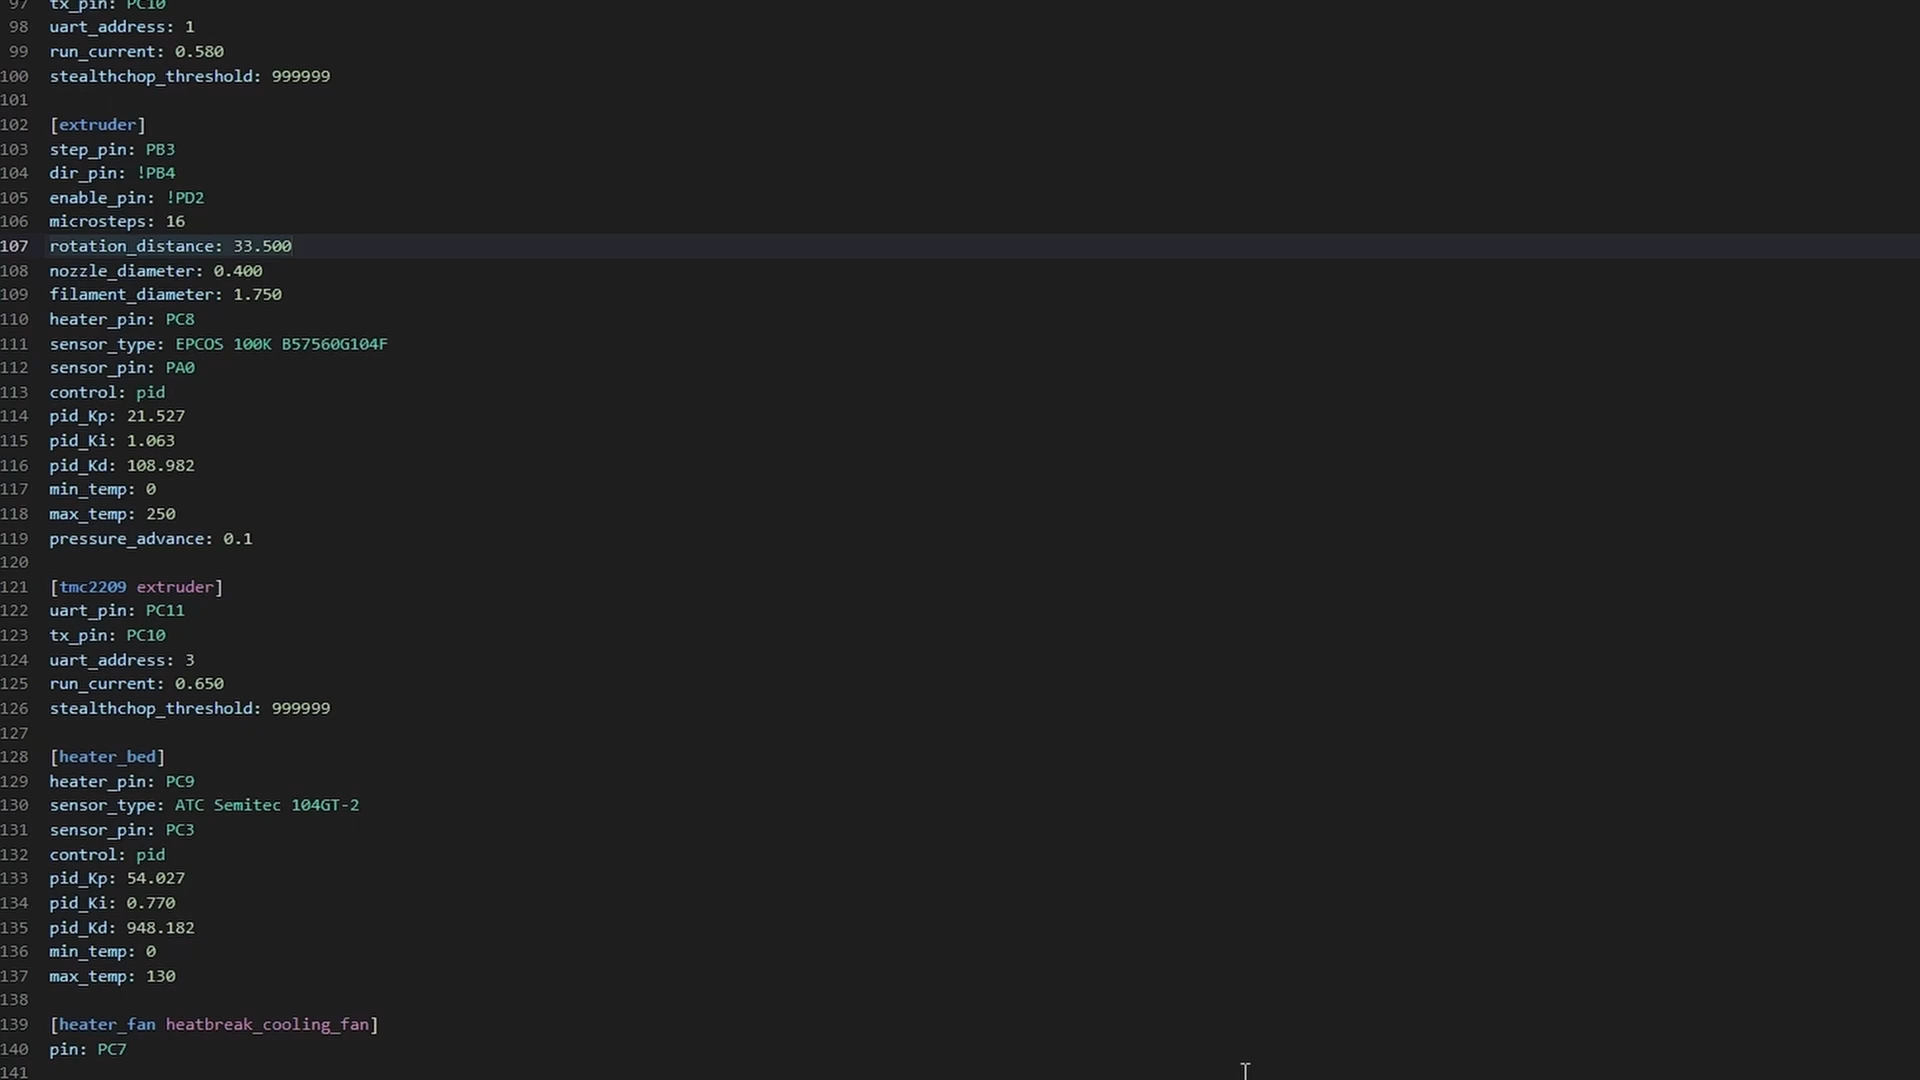 97 tx_pin: PC10
98 uart_address: 1
99 run_current: 0.580
100 stealthchop_threshold: 999999
101
102 [extruder]
103 step_pin: PB3
104 dir_pin: !PB4
105 enable_pin: !PD2
106 microsteps: 16
107 rotation_distance: 33.500
108 nozzle_diameter: 0.400
109 filament_diameter: 1.750
110 heater_pin: PC8
111 sensor_type: EPCOS 100K B57560G104F
112 sensor_pin: PA0
113 control: pid
114 pid_Kp: 21.527
115 pid_Ki: 1.063
116 pid_Kd: 108.982
117 min_temp: 0
118 max_temp: 250
119 pressure_advance: 0.1
120
121 [tmc2209 extruder]
122 uart_pin: PC11
123 tx_pin: PC10
124 uart_address: 3
125 run_current: 0.650
126 stealthchop_threshold: 999999
127
128 [heater_bed]
129 heater_pin: PC9
130 sensor_type: ATC Semitec 104GT-2
131 sensor_pin: PC3
132 control: pid
133 pid_Kp: 54.027
134 pid_Ki: 0.770
135 pid_Kd: 948.182
136 min_temp: 0
137 max_temp: 130
138
139 [heater_fan heatbreak_cooling_fan]
140 pin: PC7
141